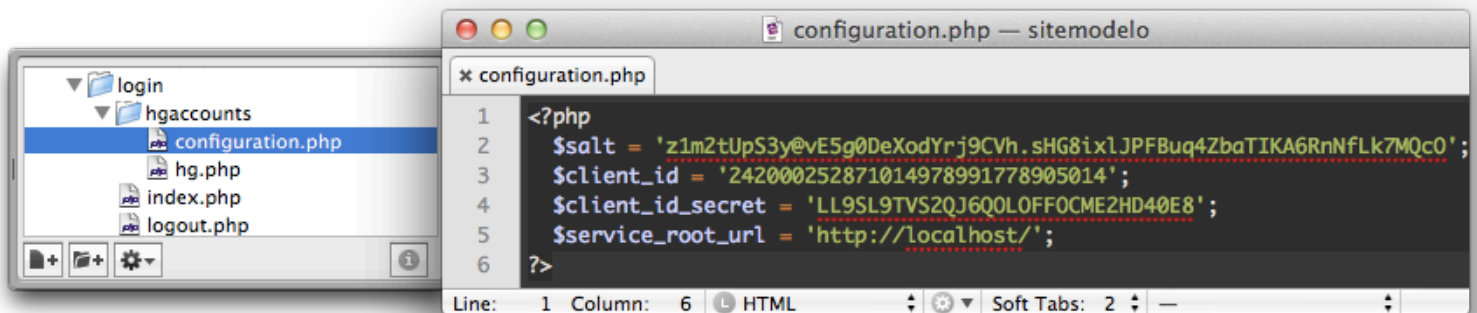 login
hgaccounts
configuration.php
hg.php
index.php
logout.php
configuration.php — sitemodelo
configuration.php
1 <?php
2 $salt = 'z1m2tUpS3y@vE5g0DeXodYrj9CVh.sHG8ixlJPFBuq4ZbaTIKA6RnNfLk7MQcO';
3 $client_id = '2420002528710149789917789050​14';
4 $client_id_secret = 'LL9SL9TVS2QJ6QOLOFFOCME2HD40E8';
5 $service_root_url = 'http://localhost/';
6 ?>
Line: 1 Column: 6 L HTML Soft Tabs: 2 —